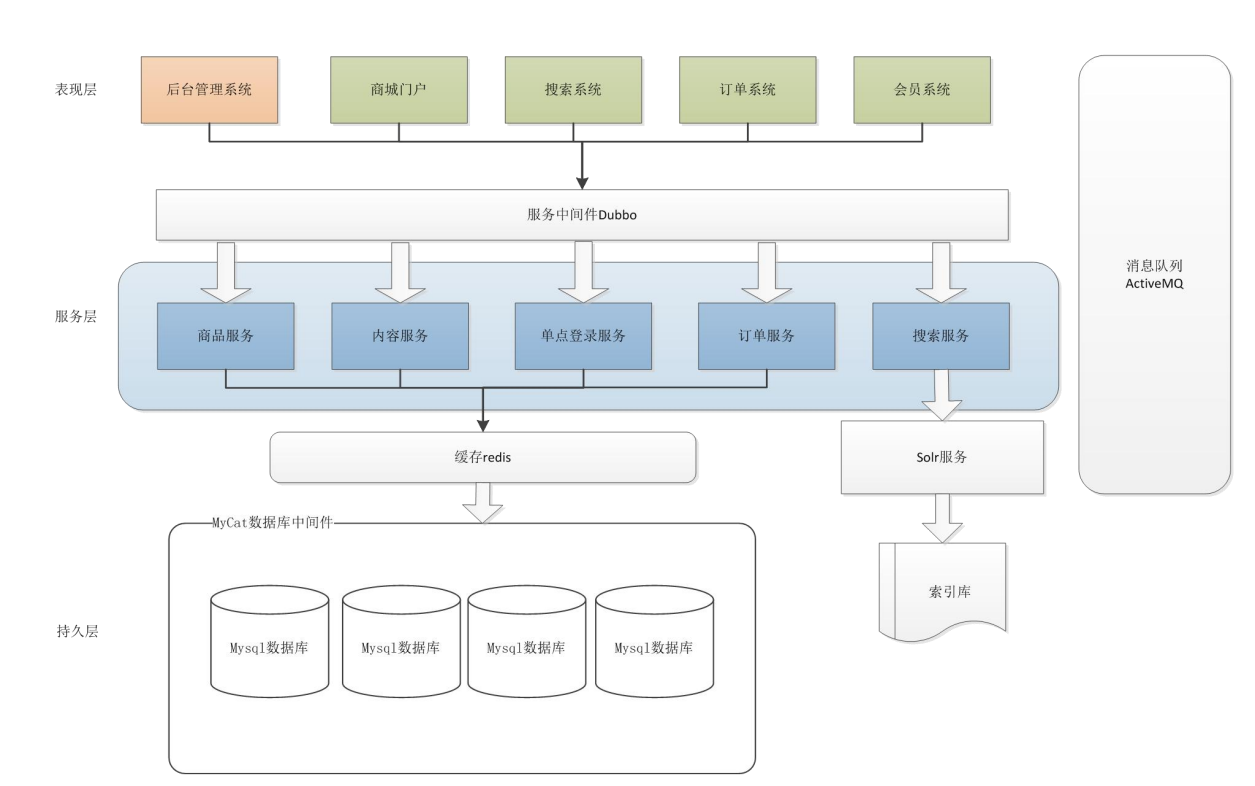 表现层
后台管理系统
商城门户
搜索系统
订单系统
会员系统
服务中间件Dubbo
消息队列
ActiveMQ
服务层
商品服务
内容服务
单点登录服务
订单服务
搜索服务
缓存redis
Solr服务
MyCat数据库中间件
索引库
持久层
Mysql数据库
Mysql数据库
Mysql数据库
Mysql数据库